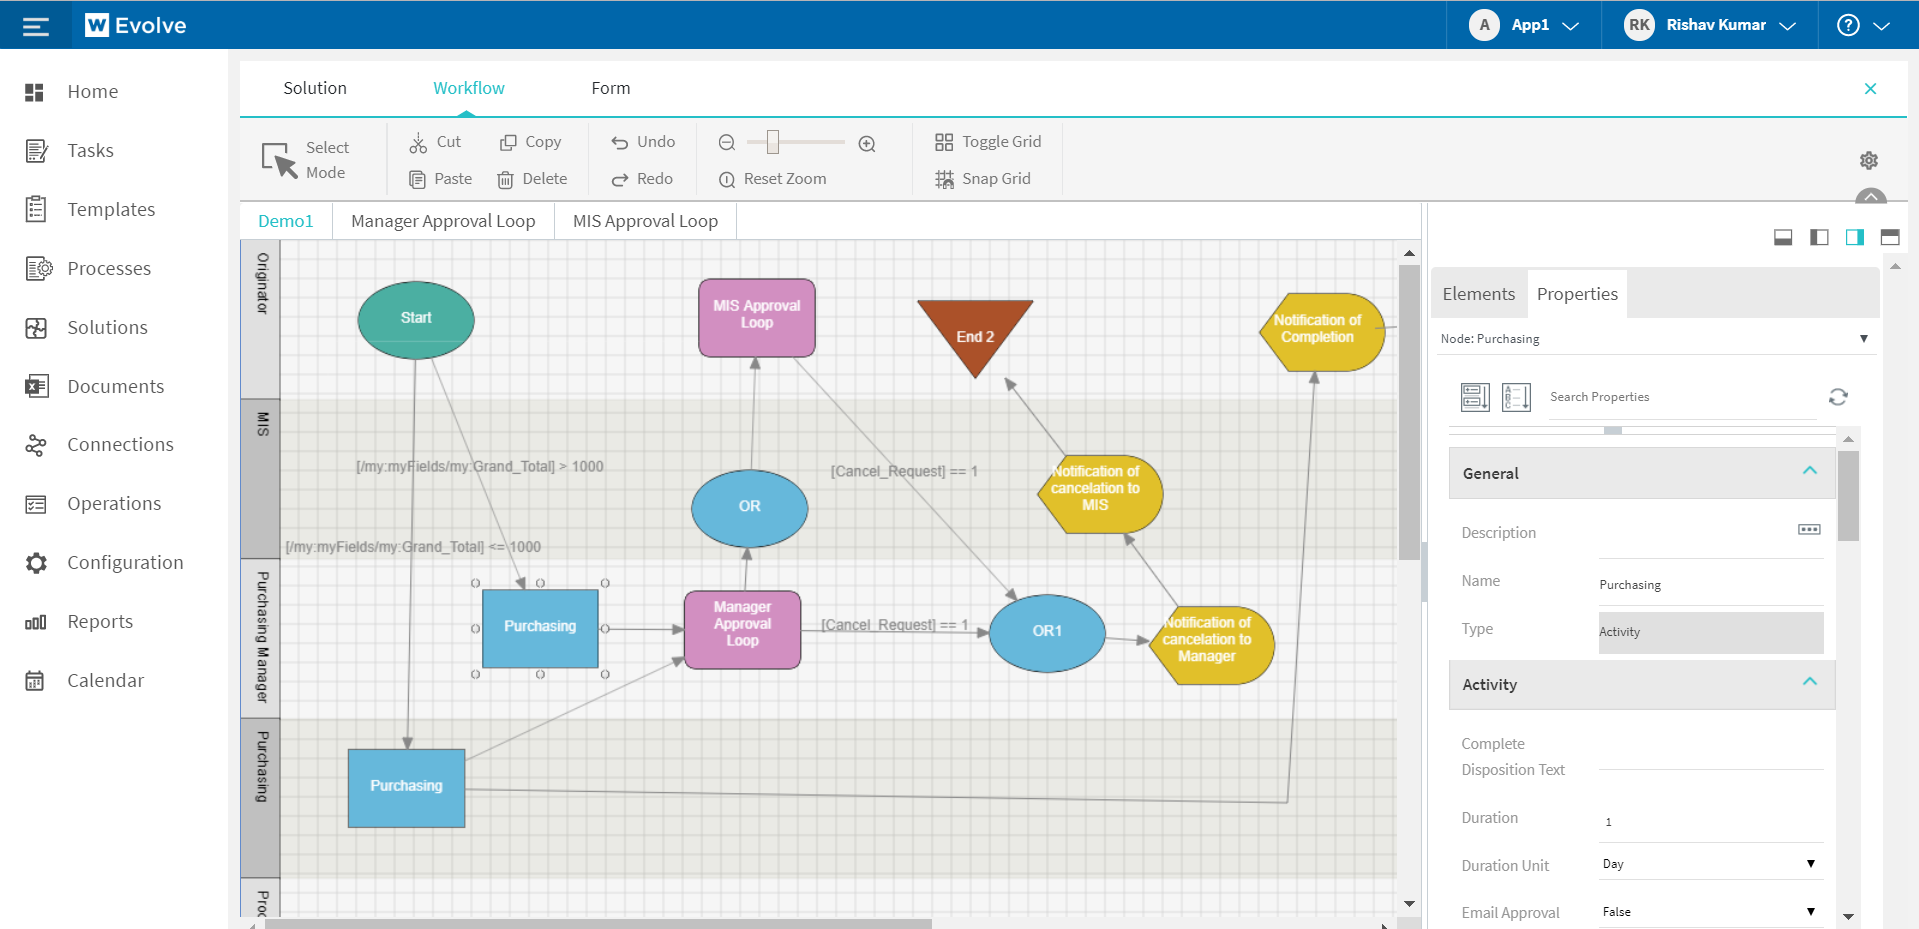 W Evolve
A App1
RK Rishav Kumar
?
Home
Tasks
Templates
Processes
Solutions
Documents
Connections
Operations
Configuration
Reports
Calendar
Solution
Workflow
Form
Select
Mode
Cut
Copy
Paste
Delete
Undo
Redo
Reset Zoom
Toggle Grid
Snap Grid
Demo1
Manager Approval Loop
MIS Approval Loop
Originator
MIS
Purchasing Manager
Purchasing
Proc
Start
MIS Approval
Loop
End 2
Notification of
Completion
[/my:myFields/my:Grand_Total] > 1000
[Cancel_Request] == 1
Notification of
cancelation to
MIS
OR
[/my:myFields/my:Grand_Total] <= 1000
Purchasing
Manager
Approval
Loop
[Cancel_Request] == 1
OR1
Notification of
cancelation to
Manager
Purchasing
Elements
Properties
Node: Purchasing
A
B
C
Search Properties
General
Description
Name
Purchasing
Type
Activity
Activity
Complete
Disposition Text
Duration
1
Duration Unit
Day
Email Approval
False